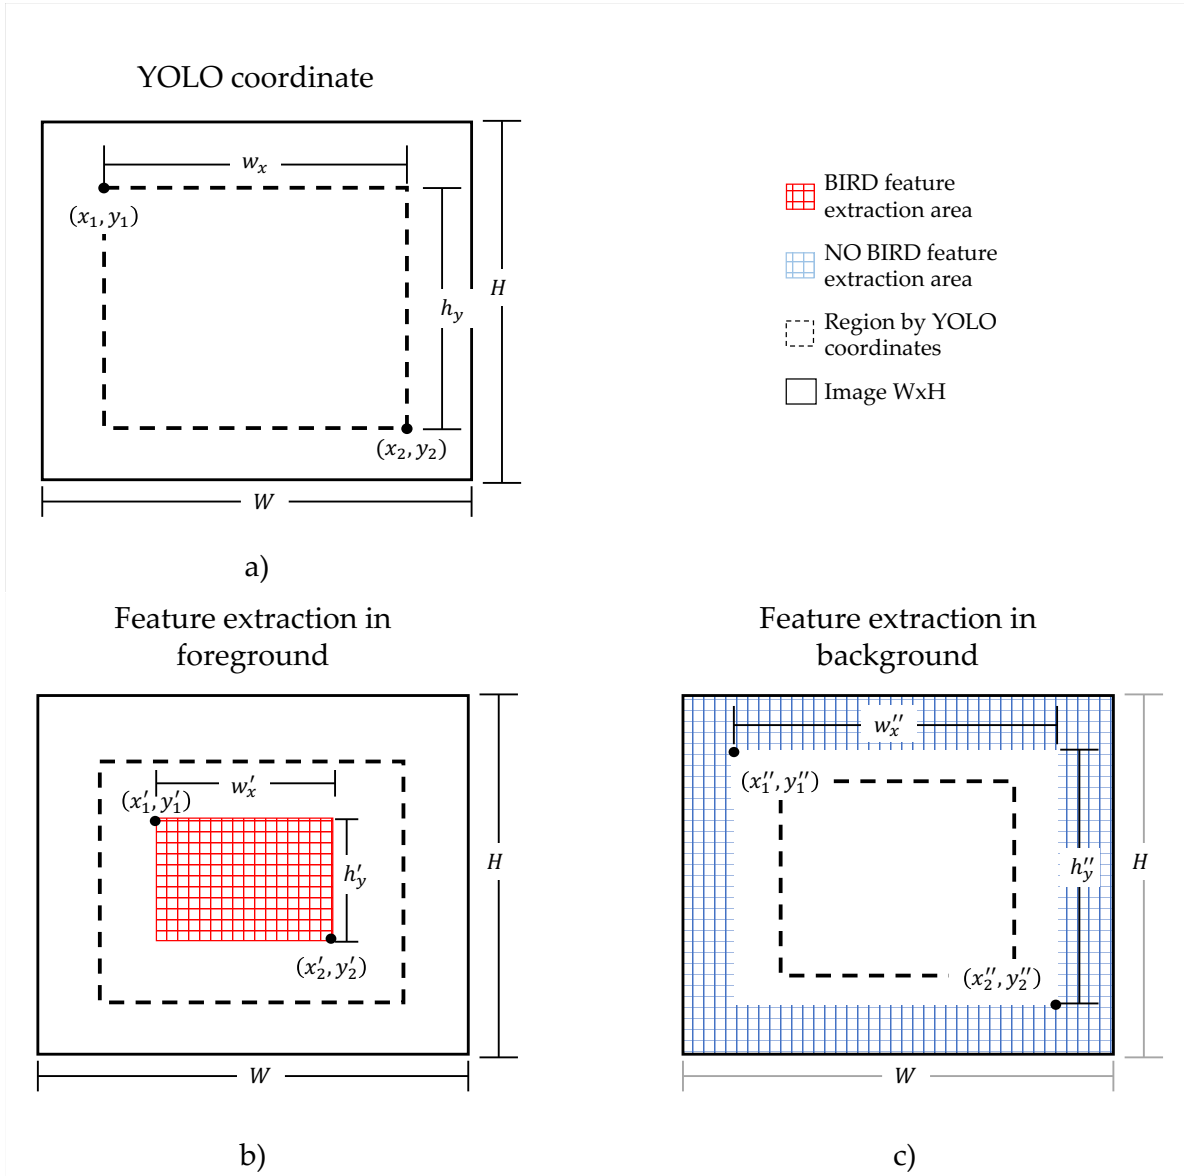 YOLO coordinate
w_x
(x_1, y_1)
h_y
H
(x_2, y_2)
W
a)
BIRD feature
extraction area
NO BIRD feature
extraction area
Region by YOLO
coordinates
Image WxH
Feature extraction in
foreground
w′_x
(x′_1, y′_1)
h′_y
H
(x′_2, y′_2)
W
b)
Feature extraction in
background
w″_x
(x″_1, y″_1)
h″_y
H
(x″_2, y″_2)
W
c)